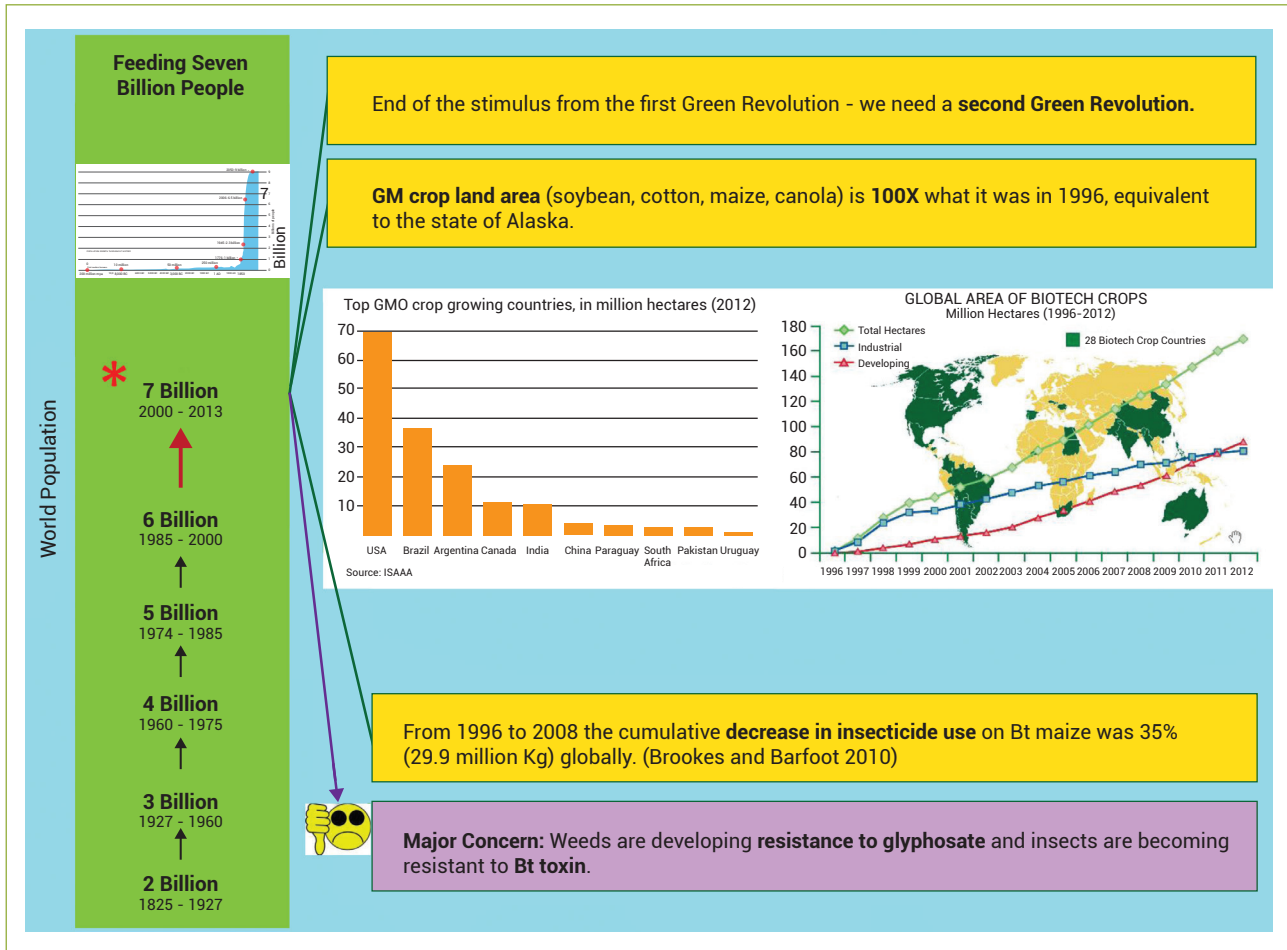 Feeding Seven
Billion People
7
Billion
World Population
*
7 Billion
2000 - 2013
6 Billion
1985 - 2000
5 Billion
1974 - 1985
4 Billion
1960 - 1975
3 Billion
1927 - 1960
2 Billion
1825 - 1927
End of the stimulus from the first Green Revolution - we need a second Green Revolution.
GM crop land area (soybean, cotton, maize, canola) is 100X what it was in 1996, equivalent
to the state of Alaska.
Top GMO crop growing countries, in million hectares (2012)
70
60
50
40
30
20
10
USA Brazil Argentina Canada India China Paraguay South Africa Pakistan Uruguay
Source: ISAAA
GLOBAL AREA OF BIOTECH CROPS
Million Hectares (1996-2012)
Total Hectares
Industrial
Developing
28 Biotech Crop Countries
180
160
140
120
100
80
60
40
20
0
1996 1997 1998 1999 2000 2001 2002 2003 2004 2005 2006 2007 2008 2009 2010 2011 2012
From 1996 to 2008 the cumulative decrease in insecticide use on Bt maize was 35%
(29.9 million Kg) globally. (Brookes and Barfoot 2010)
Major Concern: Weeds are developing resistance to glyphosate and insects are becoming
resistant to Bt toxin.